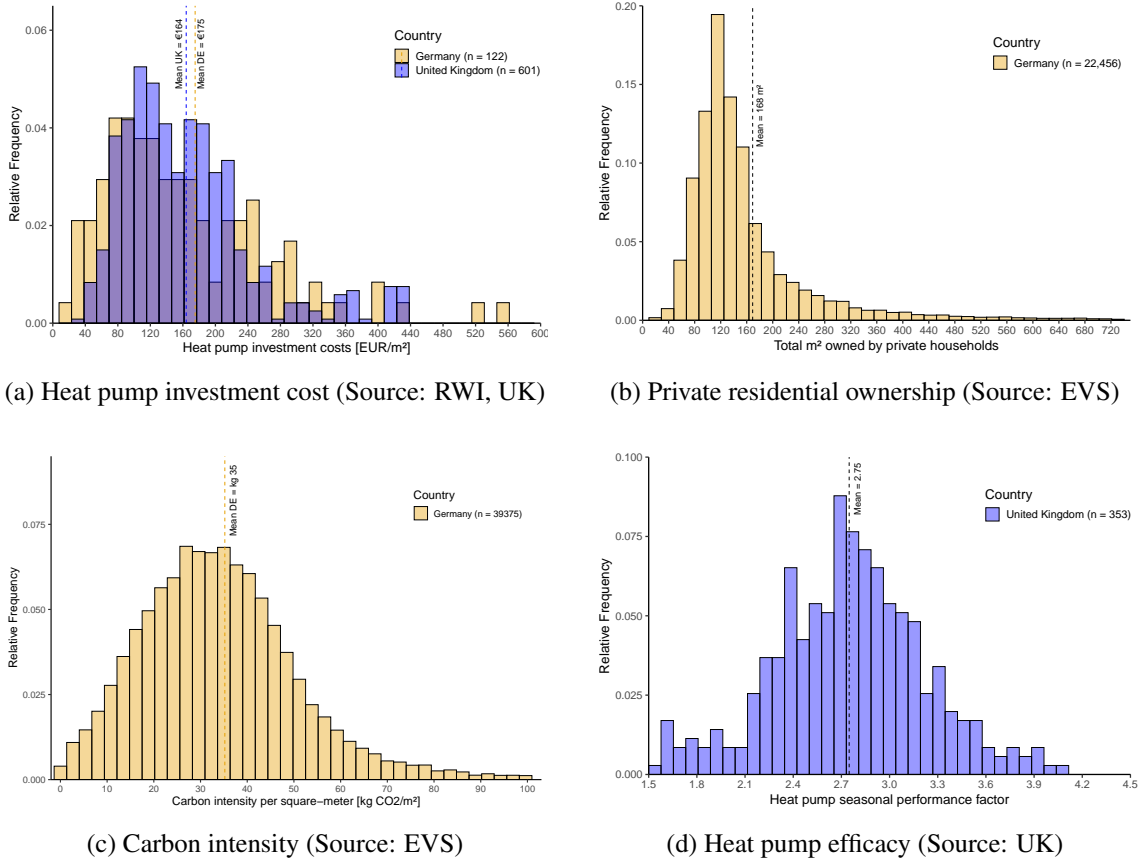 0.06
0.04
0.02
0.00
Relative Frequency
Mean UK = €164
Mean DE = €175
Country
Germany (n = 122)
United Kingdom (n = 601)
0 40 80 120 160 200 240 280 320 360 400 440 480 520 560 600
Heat pump investment costs [EUR/m²]
(a) Heat pump investment cost (Source: RWI, UK)
0.20
0.15
0.10
0.05
0.00
Relative Frequency
Mean = 168 m²
Country
Germany (n = 22,456)
0 40 80 120 160 200 240 280 320 360 400 440 480 520 560 600 640 680 720
Total m² owned by private households
(b) Private residential ownership (Source: EVS)
0.075
0.050
0.025
0.000
Relative Frequency
Mean DE = kg 35
Country
Germany (n = 39375)
0 10 20 30 40 50 60 70 80 90 100
Carbon intensity per square−meter [kg CO2/m²]
(c) Carbon intensity (Source: EVS)
0.100
0.075
0.050
0.025
0.000
Relative Frequency
Mean = 2.75
Country
United Kingdom (n = 353)
1.5 1.8 2.1 2.4 2.7 3.0 3.3 3.6 3.9 4.2 4.5
Heat pump seasonal performance factor
(d) Heat pump efficacy (Source: UK)